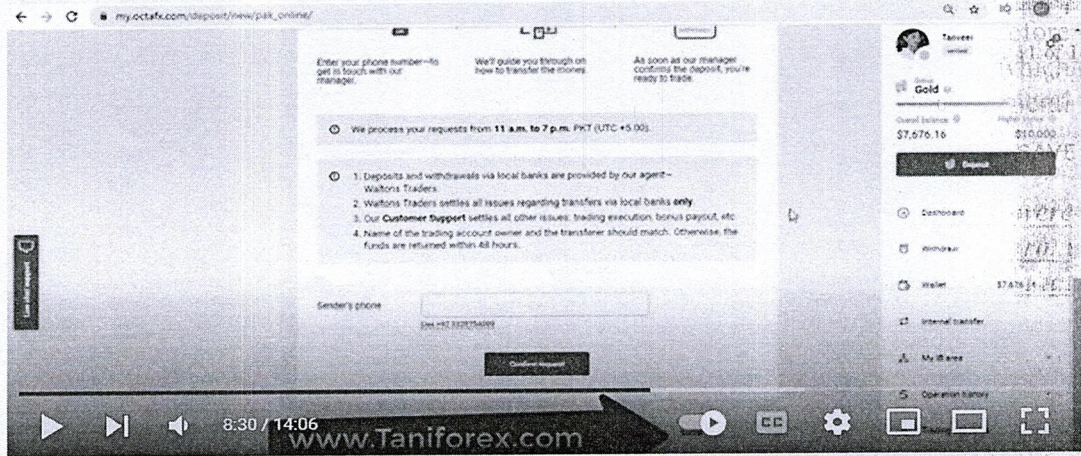 my.octafx.com/deposit/new/pak_online/
Enter your phone number—to
get in touch with our
manager.
We'll guide you through on
how to transfer the money.
As soon as our manager
confirms the deposit, you're
ready to trade.
We process your requests from 11 a.m. to 7 p.m. PKT (UTC +5.00).
1. Deposits and withdrawals via local banks are provided by our agent—
Waltons Traders.
2. Waltons Traders settles all issues regarding transfers via local banks only.
3. Our Customer Support settles all other issues: trading execution, bonus payout, etc.
4. Name of the trading account owner and the transferer should match. Otherwise, the
funds are returned within 48 hours.
Sender's phone
Confirm request
Tanveer
verified
Gold
Overall balance
$7,676.16
$10,000
Deposit
Dashboard
Withdraw
Wallet
$7,676
Internal transfer
My IB area
Operation history
8:30 / 14:06
CC
www.Taniforex.com